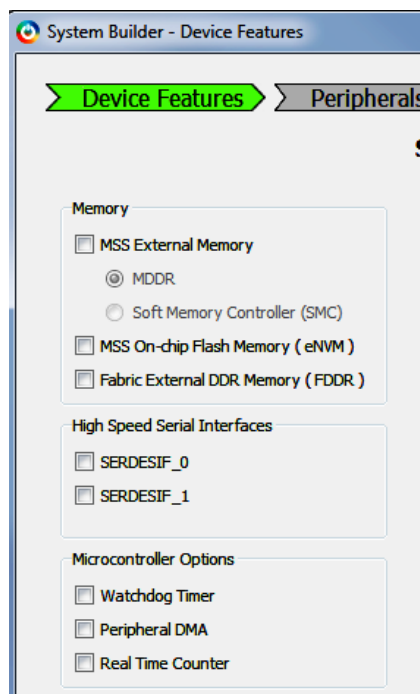 System Builder - Device Features
Device Features
Peripherals
Memory
MSS External Memory
MDDR
Soft Memory Controller (SMC)
MSS On-chip Flash Memory ( eNVM )
Fabric External DDR Memory ( FDDR )
High Speed Serial Interfaces
SERDESIF_0
SERDESIF_1
Microcontroller Options
Watchdog Timer
Peripheral DMA
Real Time Counter